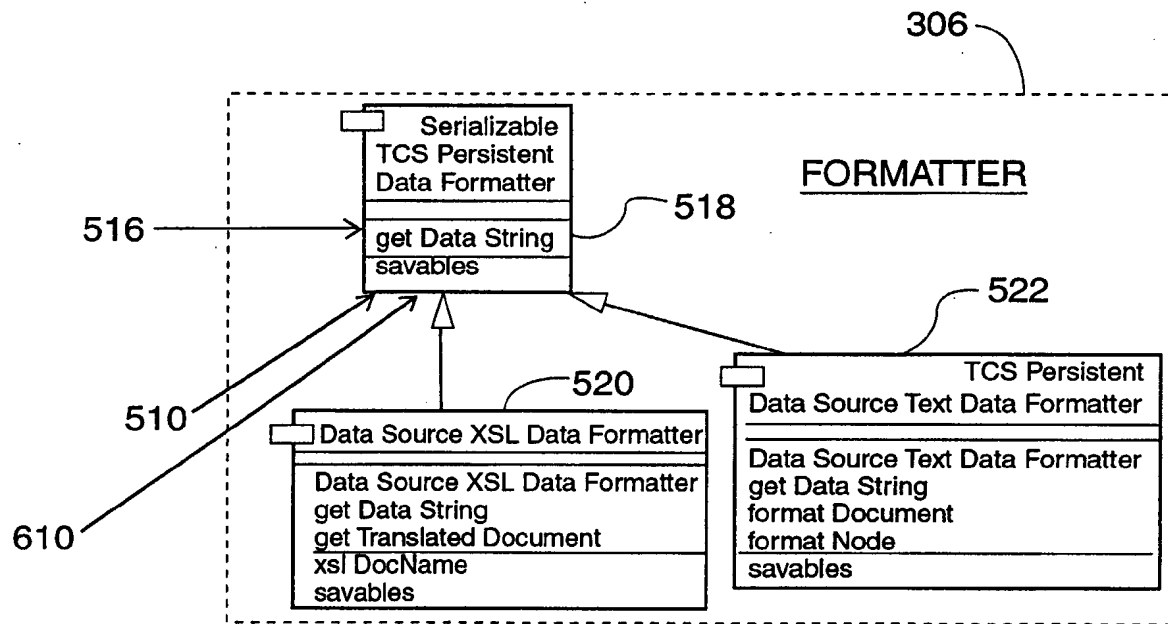 306
Serializable
TCS Persistent
Data Formatter
FORMATTER
516
518
get Data String
savables
522
510
520
610
Data Source XSL Data Formatter
Data Source XSL Data Formatter
get Data String
get Translated Document
xsl DocName
savables
TCS Persistent
Data Source Text Data Formatter
Data Source Text Data Formatter
get Data String
format Document
format Node
savables